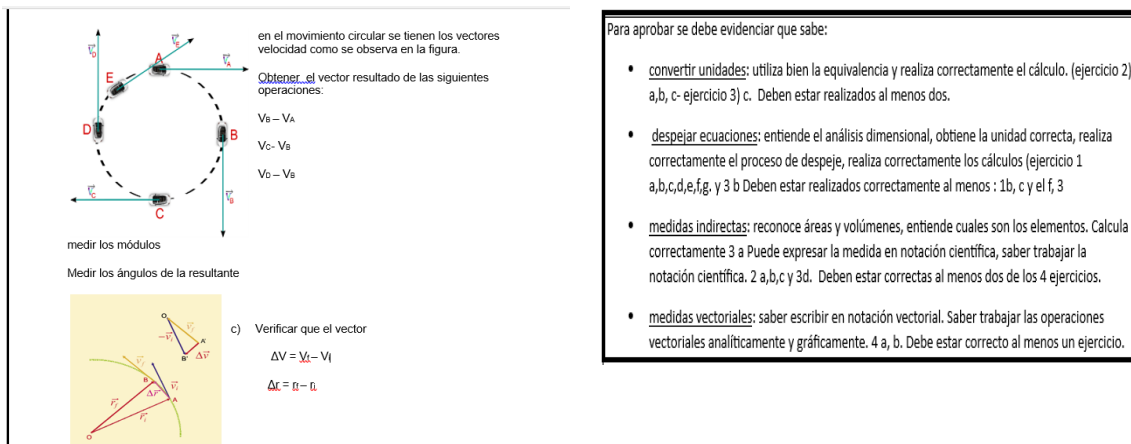 en el movimiento circular se tienen los vectores
velocidad como se observa en la figura.
Obtener el vector resultado de las siguientes
operaciones:
VB – VA
VC- VB
VD – VB
V⃗D
V⃗E
A
V⃗A
E
D
B
V⃗C
V⃗B
C
medir los módulos
Medir los ángulos de la resultante
c) Verificar que el vector
ΔV = Vf – Vi
Δr = rf – ri
O
v⃗f
-v⃗i
A'
B'
Δv⃗
v⃗f
B
v⃗i
Δr⃗
A
r⃗f
r⃗i
O
Para aprobar se debe evidenciar que sabe:
• convertir unidades: utiliza bien la equivalencia y realiza correctamente el cálculo. (ejercicio 2)
a,b, c- ejercicio 3) c. Deben estar realizados al menos dos.
• despejar ecuaciones: entiende el análisis dimensional, obtiene la unidad correcta, realiza
correctamente el proceso de despeje, realiza correctamente los cálculos (ejercicio 1
a,b,c,d,e,f,g. y 3 b Deben estar realizados correctamente al menos : 1b, c y el f, 3
• medidas indirectas: reconoce áreas y volúmenes, entiende cuales son los elementos. Calcula
correctamente 3 a Puede expresar la medida en notación científica, saber trabajar la
notación científica. 2 a,b,c y 3d. Deben estar correctas al menos dos de los 4 ejercicios.
• medidas vectoriales: saber escribir en notación vectorial. Saber trabajar las operaciones
vectoriales analíticamente y gráficamente. 4 a, b. Debe estar correcto al menos un ejercicio.